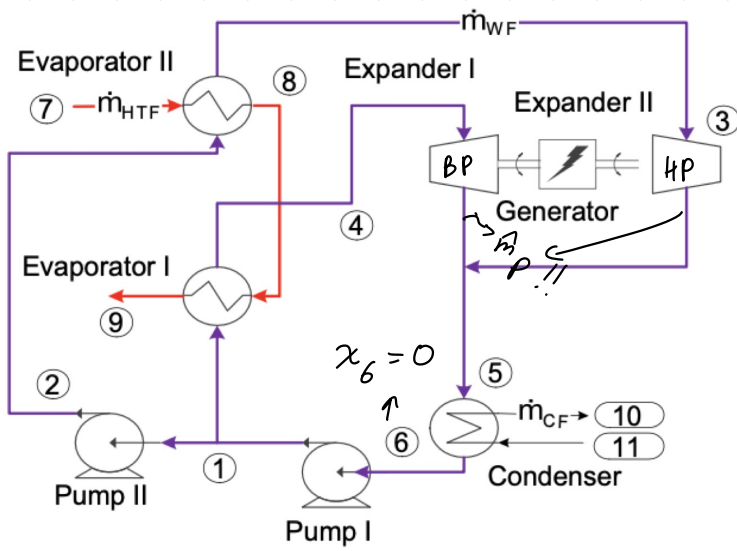 ṁWF
Evaporator II
8
Expander I
7
ṁHTF
Expander II
3
BP
HP
Generator
4
m̂
P !!!
Evaporator I
9
x6 = 0
5
2
ṁCF
10
6
11
1
Condenser
Pump II
Pump I